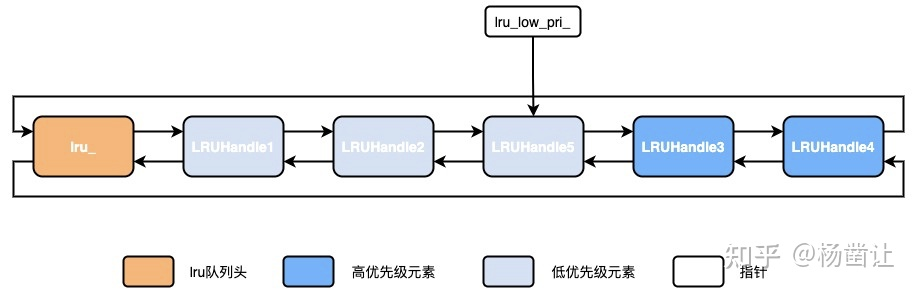 lru_low_pri_
lru_
LRUHandle1
LRUHandle2
LRUHandle5
LRUHandle3
LRUHandle4
lru队列头
高优先级元素
低优先级元素
指针
知乎 @杨凿让